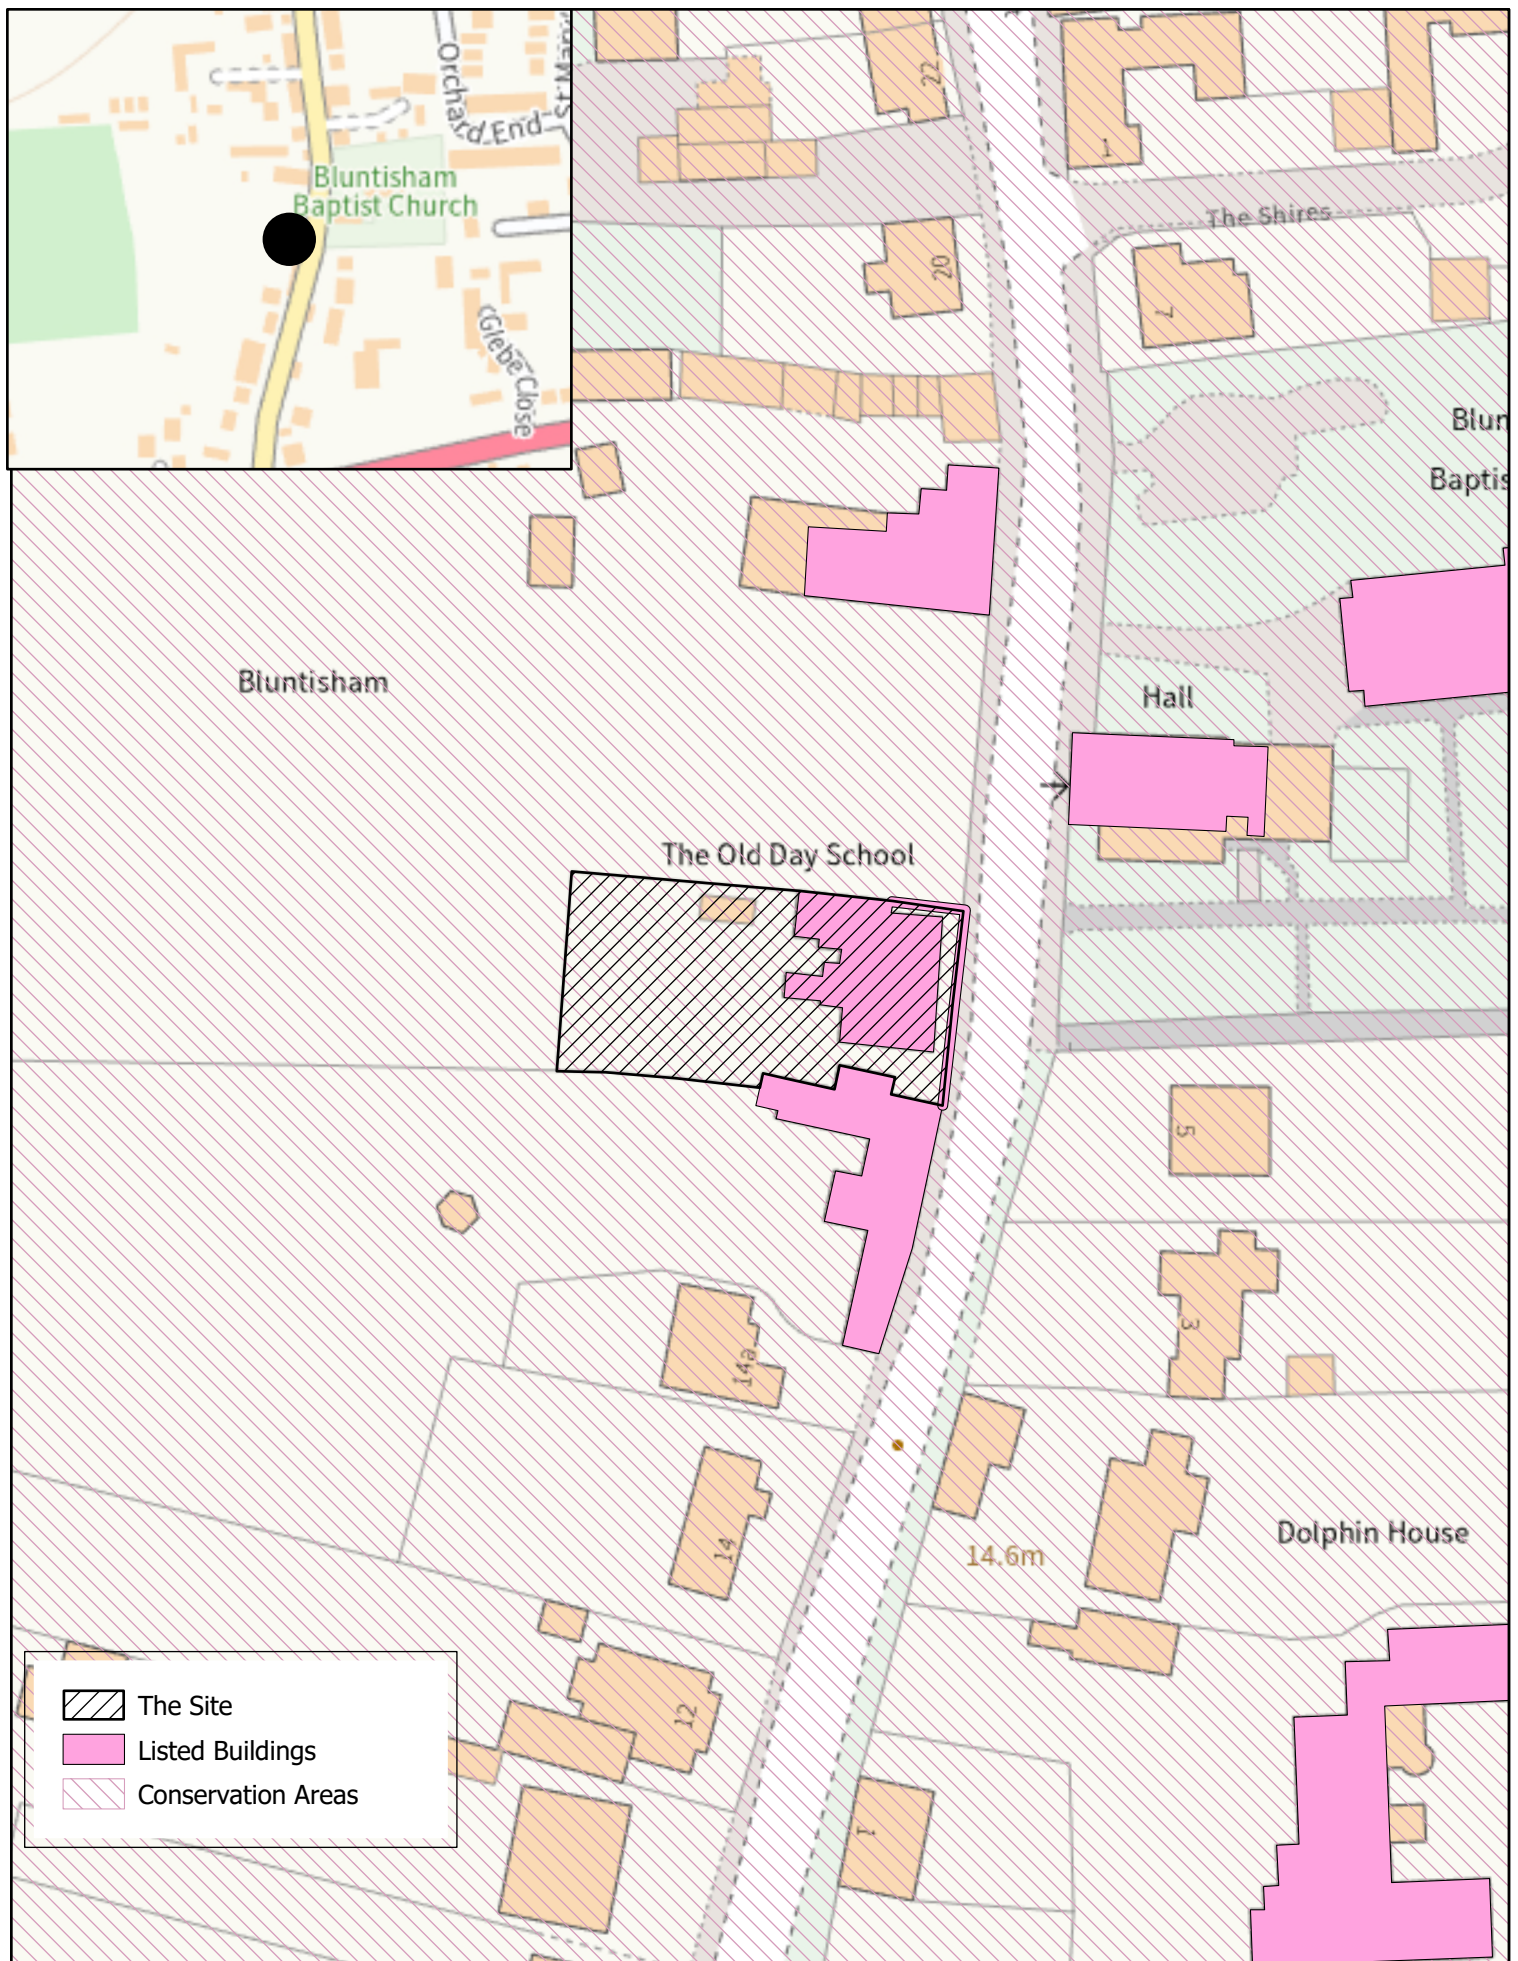 Orchard End
Bluntisham
Baptist Church
Glebe Close
22
1
The Shires
20
7
Blun
Baptis
Bluntisham
Hall
The Old Day School
5
3
14a
14
14.6m
Dolphin House
12
1
The Site
Listed Buildings
Conservation Areas